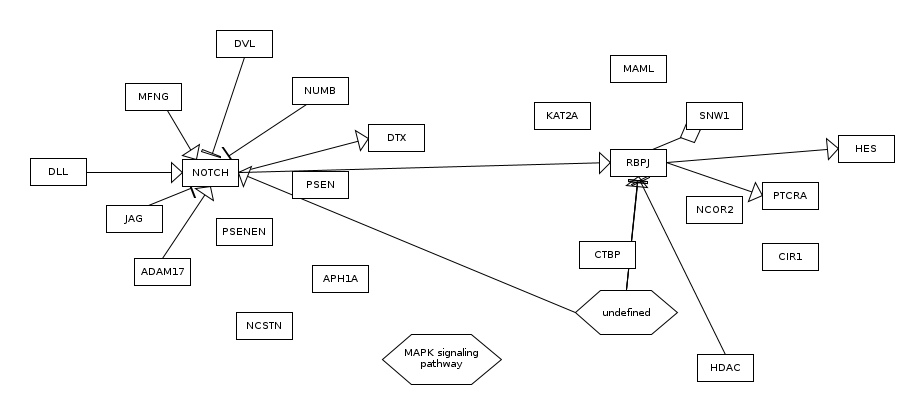 DVL
MAML
NUMB
MFNG
KAT2A
SNW1
DTX
HES
RBPJ
DLL
NOTCH
PSEN
PTCRA
NCOR2
JAG
PSENEN
CTBP
CIR1
ADAM17
APH1A
undefined
NCSTN
MAPK signaling
pathway
HDAC